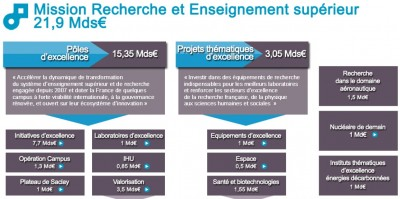 Mission Recherche et Enseignement supérieur
21,9 Mds€
Pôles
d'excellence
15,35 Mds€
« Accélérer la dynamique de transformation
du système d'enseignement supérieur et de recherche
engagée depuis 2007 et doter la France de quelques
campus à forte visibilité internationale, à la gouvernance
rénovée, et ouvert sur leur écosystème d'innovation »
Initiatives d'excellence
7,7 Md€
Laboratoires d'excellence
1 Md€
Opération Campus
1,3 Md€
IHU
0,85 Md€
Plateau de Saclay
1 Md€
Valorisation
3,5 Md€
Projets thématiques
d'excellence
3,05 Mds€
« Investir dans des équipements de recherche
indispensables pour les meilleurs laboratoires
et renforcer les secteurs d'excellence
de la recherche française, de la physique
aux sciences humaines et sociales »
Equipements d'excellence
1 Md€
Espace
0,5 Md€
Santé et biotechnologies
1,55 Md€
Recherche
dans le domaine
aéronautique
1,5 Md€
Nucléaire de demain
1 Md€
Instituts thématiques
d'excellence
énergies décarbonnées
1 Md€